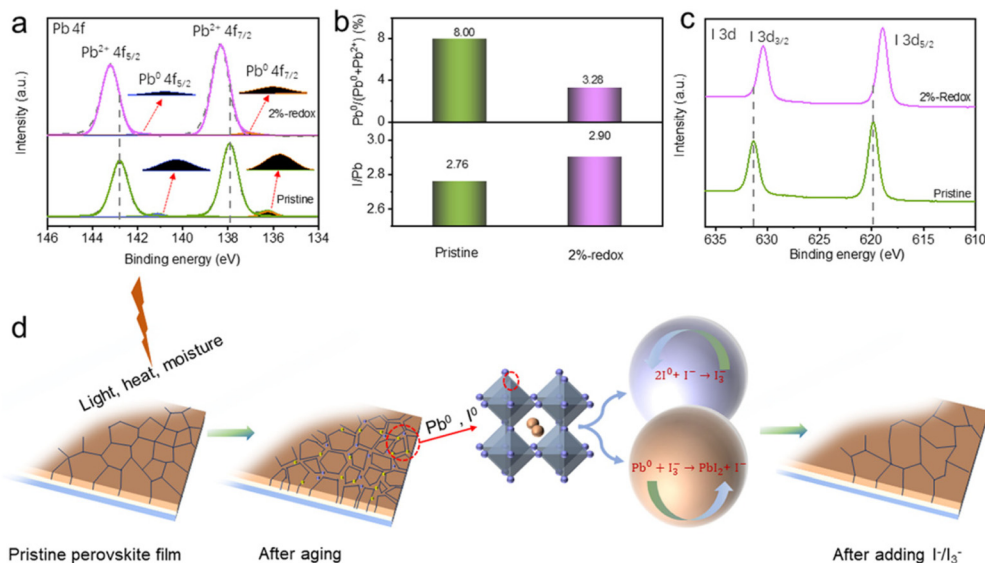 a
Pb 4f
Pb²⁺ 4f₅/₂
Pb²⁺ 4f₇/₂
Pb⁰ 4f₅/₂
Pb⁰ 4f₇/₂
2%-redox
Pristine
Intensity (a.u.)
146 144 142 140 138 136 134
Binding energy (eV)
b
Pb⁰/(Pb⁰+Pb²⁺) (%)
8
4
0
8.00
3.28
I/Pb
3.0
2.8
2.6
2.76
2.90
Pristine 2%-redox
c
I 3d
I 3d₃/₂
I 3d₅/₂
2%-Redox
Pristine
Intensity (a.u.)
635 630 625 620 615 610
Binding energy (eV)
d
Light, heat, moisture
Pb⁰ , I⁰
2I⁰+ I⁻ → I₃⁻
Pb⁰ + I₃⁻ → PbI₂+ I⁻
Pristine perovskite film
After aging
After adding I⁻/I₃⁻